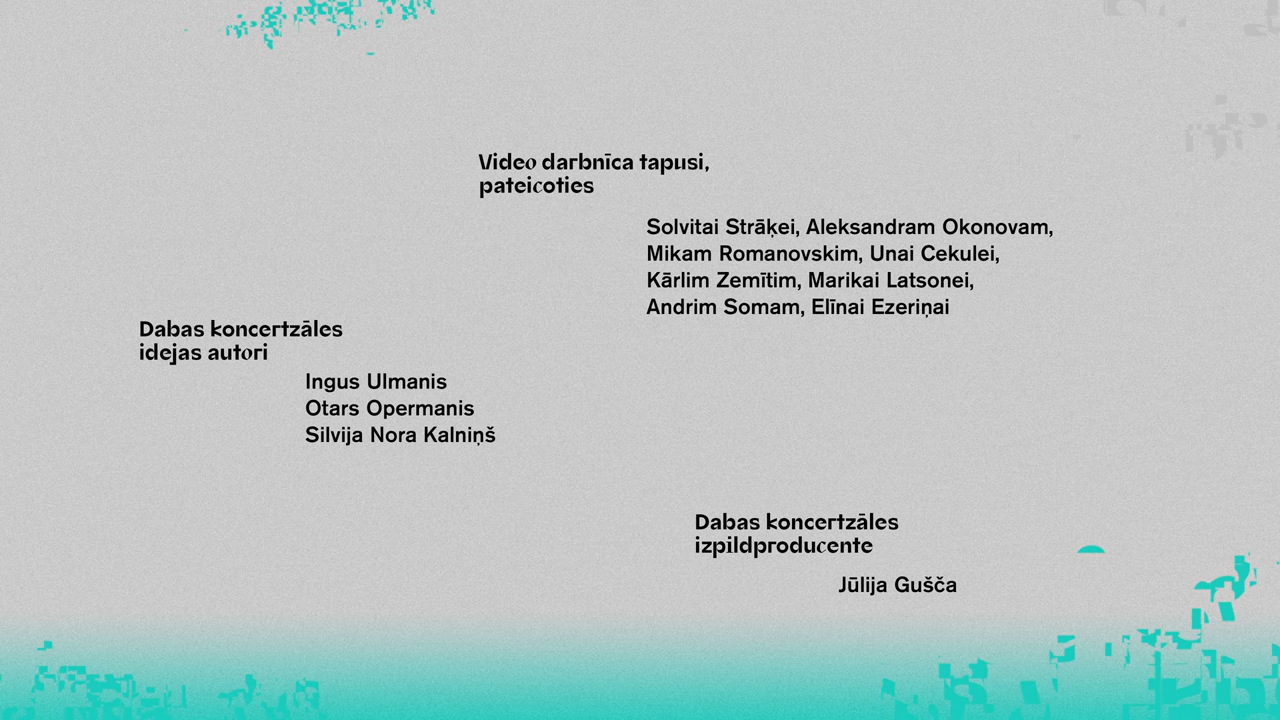 Video darbnīca tapusi,
pateicoties
Solvitai Strāķei, Aleksandram Okonovam,
Mikam Romanovskim, Unai Cekulei,
Kārlim Zemītim, Marikai Latsonei,
Andrim Somam, Elīnai Ezeriņai
Dabas koncertzāles
idejas autori
Ingus Ulmanis
Otars Opermanis
Silvija Nora Kalniņš
Dabas koncertzāles
izpildproducente
Jūlija Gušča